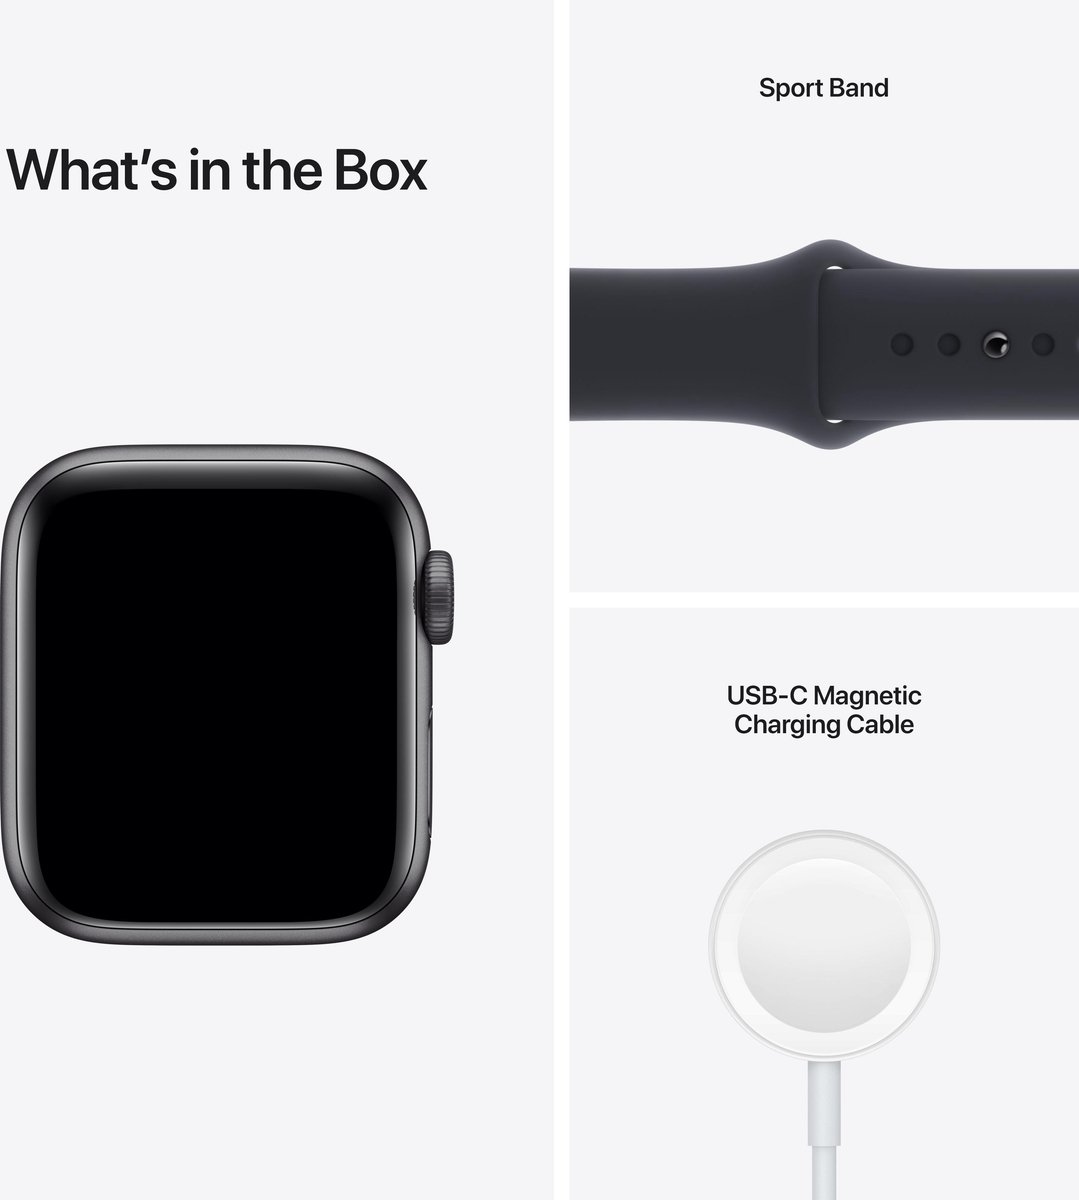 What’s in the Box
Sport Band
USB-C Magnetic
Charging Cable